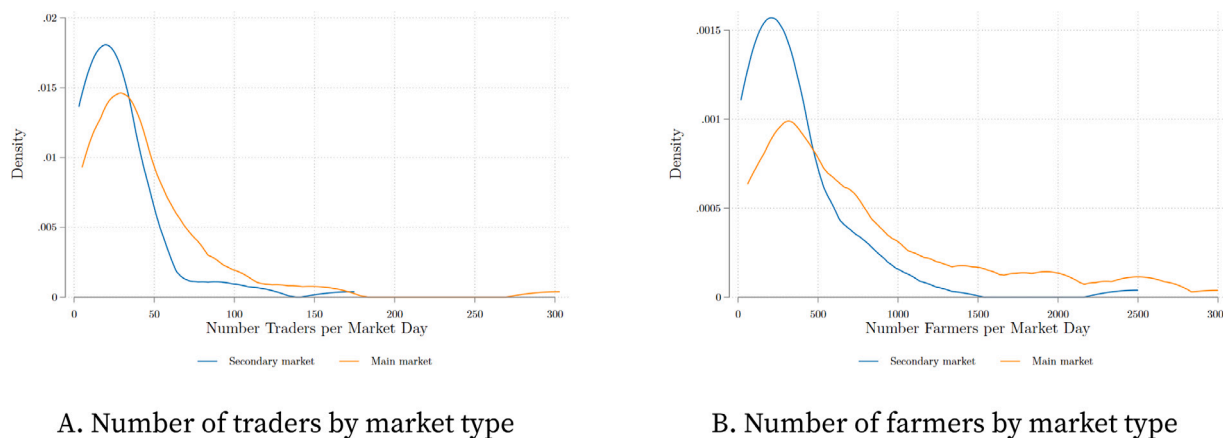 .02
.015
.01
.005
0
Density
0 50 100 150 200 250 300
Number Traders per Market Day
Secondary market Main market
A. Number of traders by market type
.0015
.001
.0005
0
Density
0 500 1000 1500 2000 2500 3000
Number Farmers per Market Day
Secondary market Main market
B. Number of farmers by market type